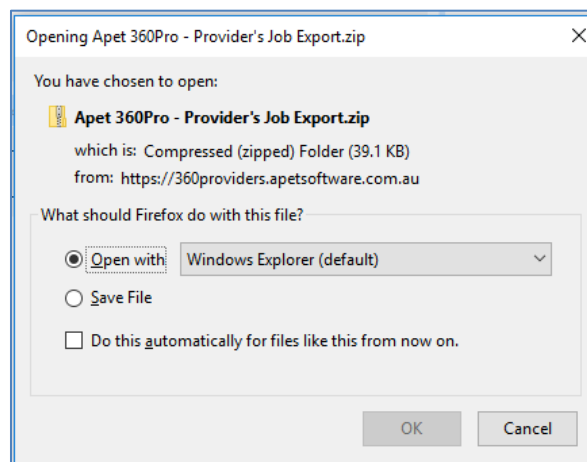 Opening Apet 360Pro - Provider's Job Export.zip
You have chosen to open:
Apet 360Pro - Provider's Job Export.zip
which is: Compressed (zipped) Folder (39.1 KB)
from: https://360providers.apetsoftware.com.au
What should Firefox do with this file?
Open with Windows Explorer (default)
Save File
Do this automatically for files like this from now on.
OK Cancel